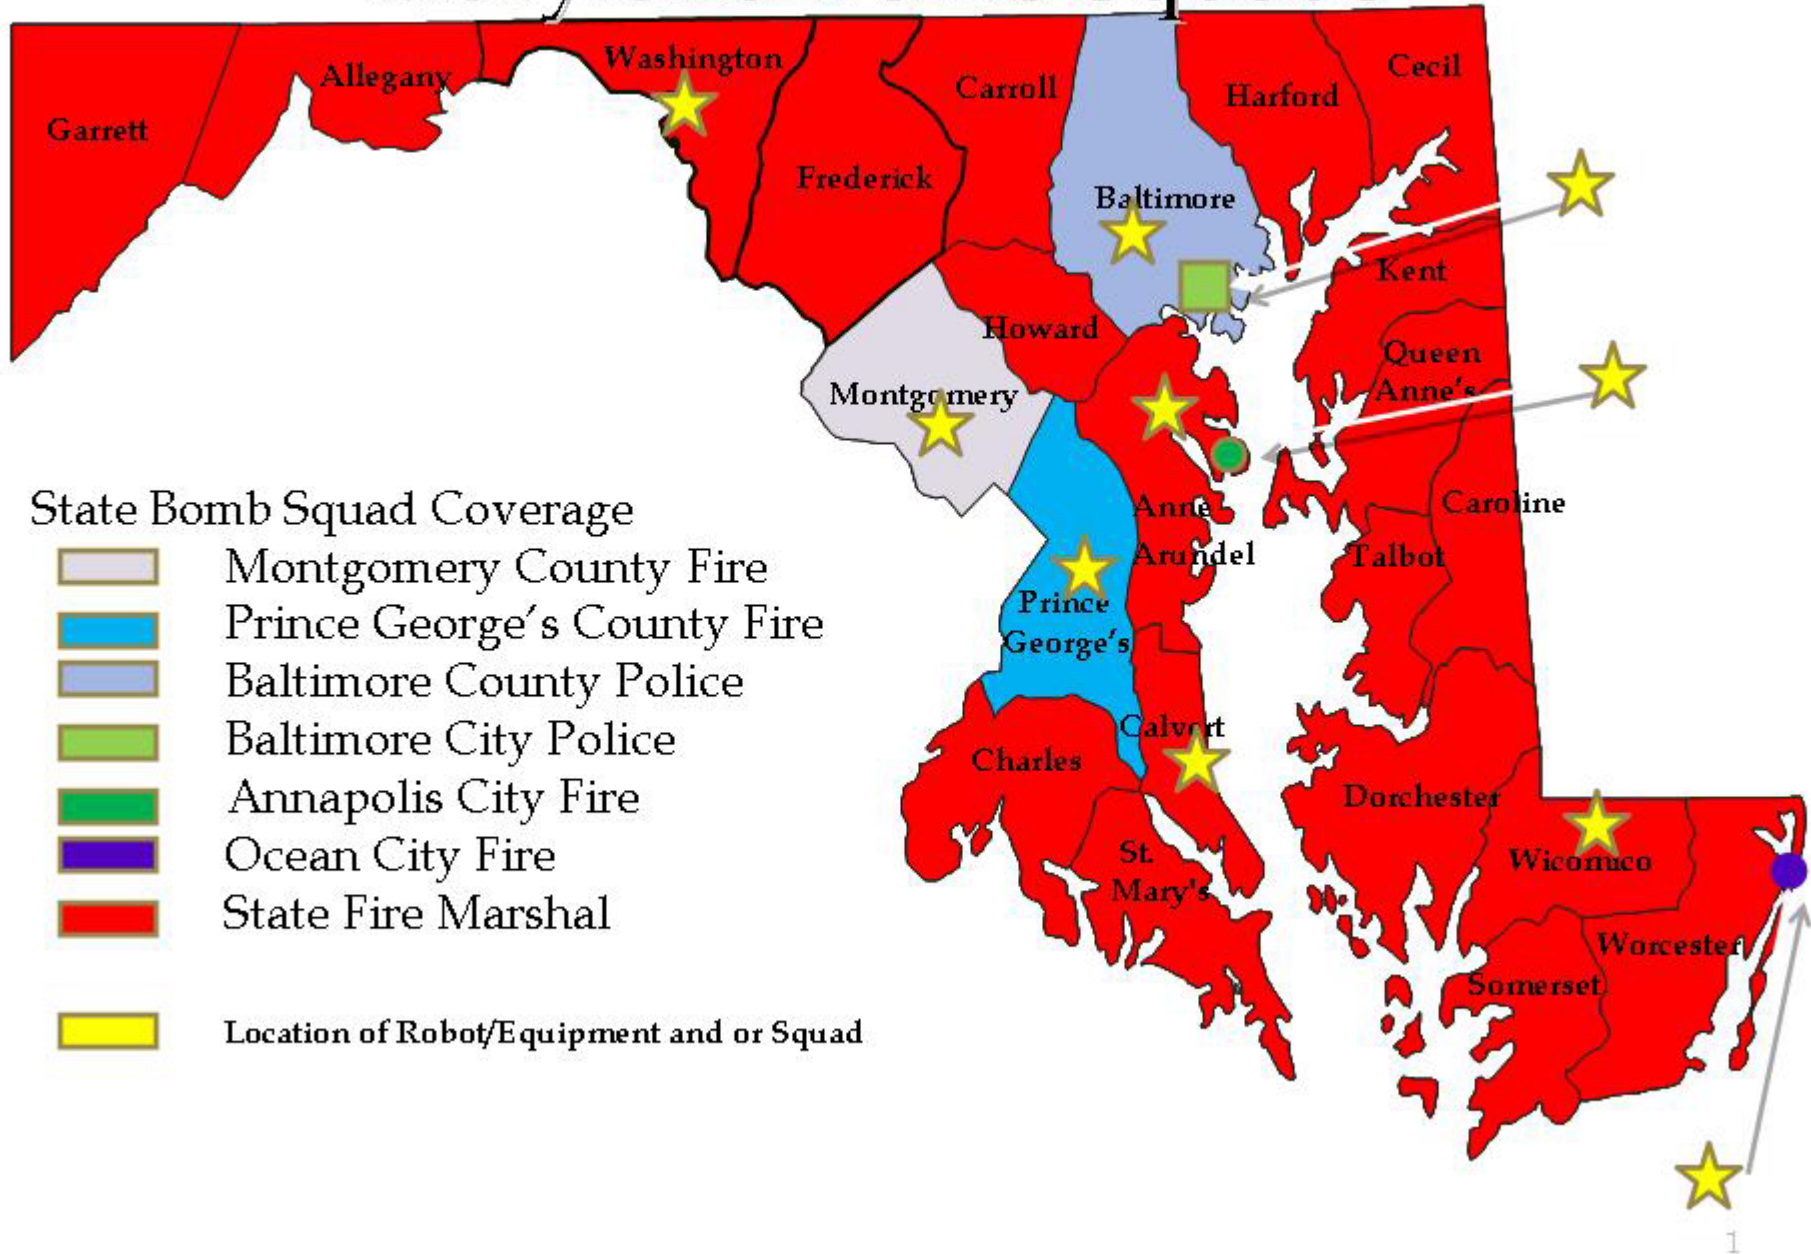 Garrett
Allegany
Washington
Frederick
Carroll
Baltimore
Harford
Cecil
Kent
Howard
Queen
Anne's
Montgomery
Anne
Arundel
Caroline
Talbot
Prince
George's
Calvert
Charles
St.
Mary's
Dorchester
Wicomico
Worcester
Somerset
State Bomb Squad Coverage
Montgomery County Fire
Prince George's County Fire
Baltimore County Police
Baltimore City Police
Annapolis City Fire
Ocean City Fire
State Fire Marshal
Location of Robot/Equipment and or Squad
1